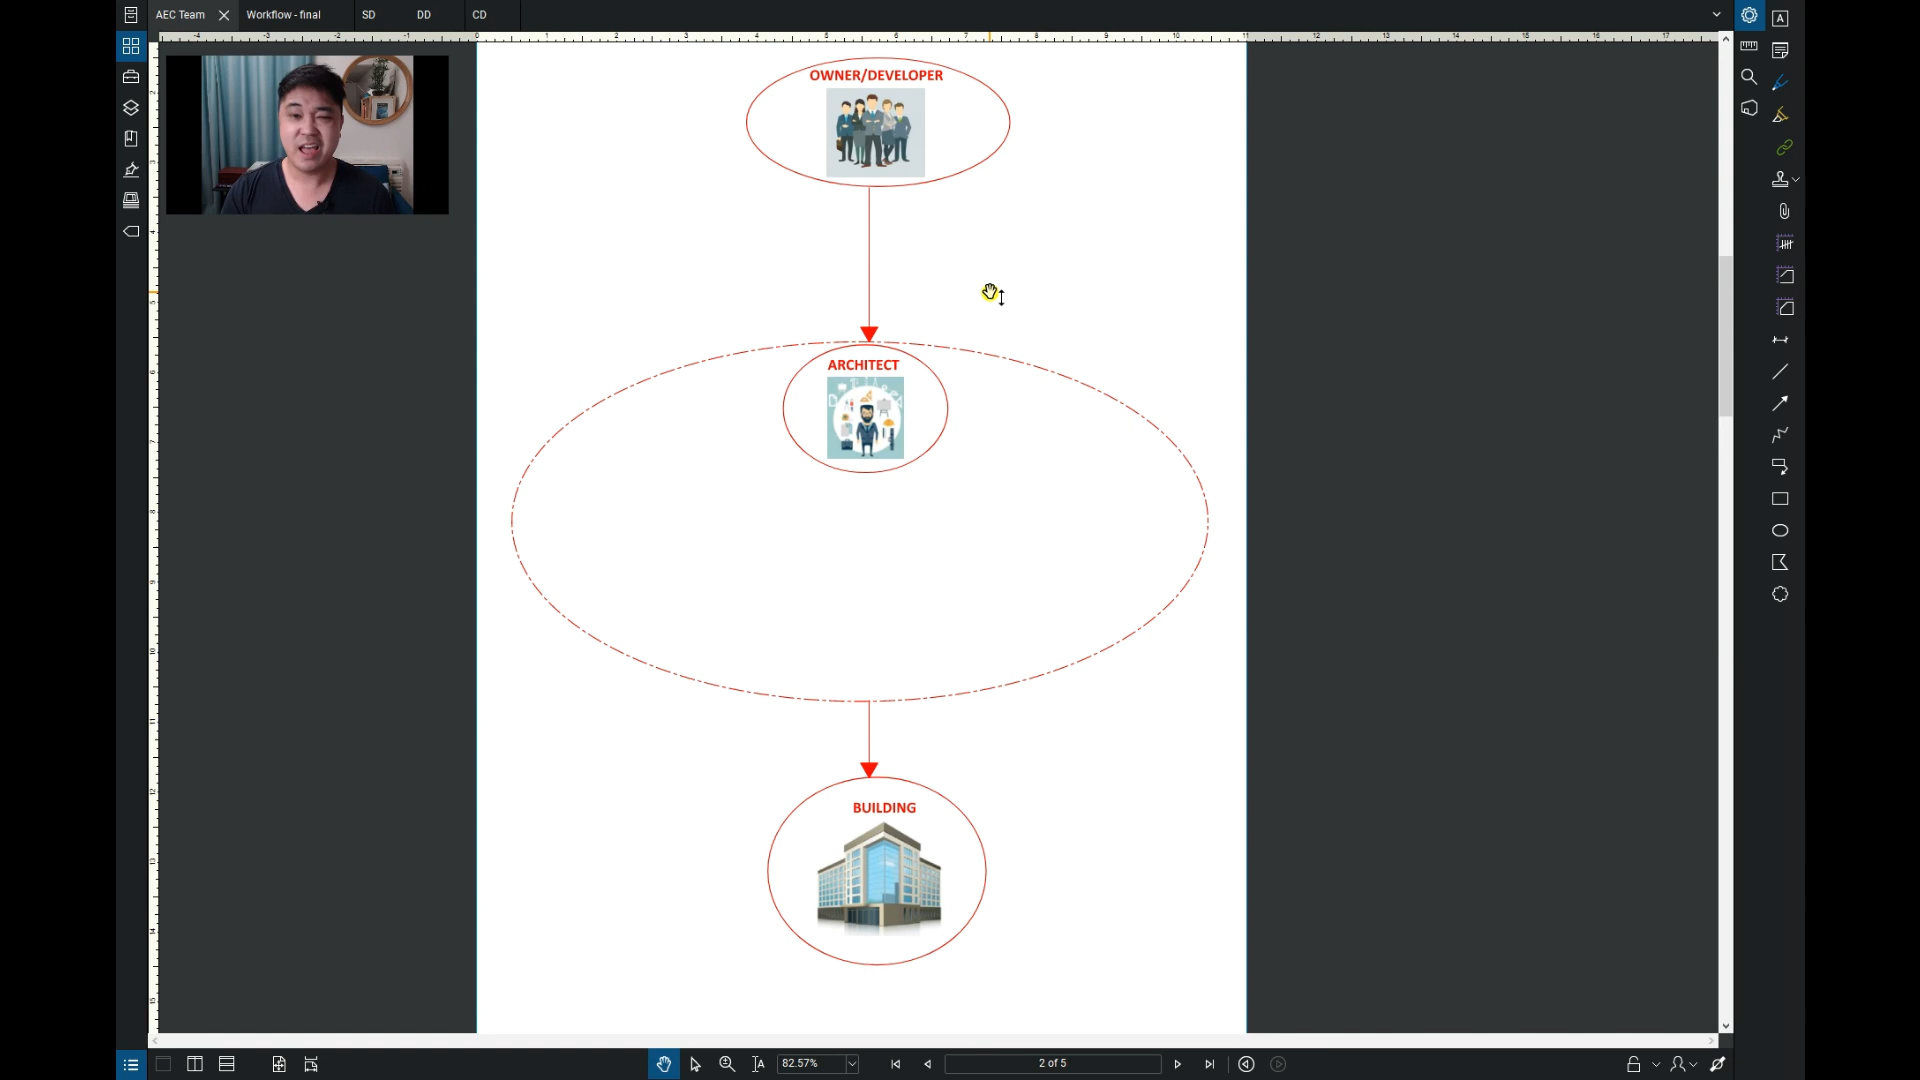 AEC Team
Workflow - final
SD
DD
CD
OWNER/DEVELOPER
ARCHITECT
BUILDING
82.57%
2 of 5